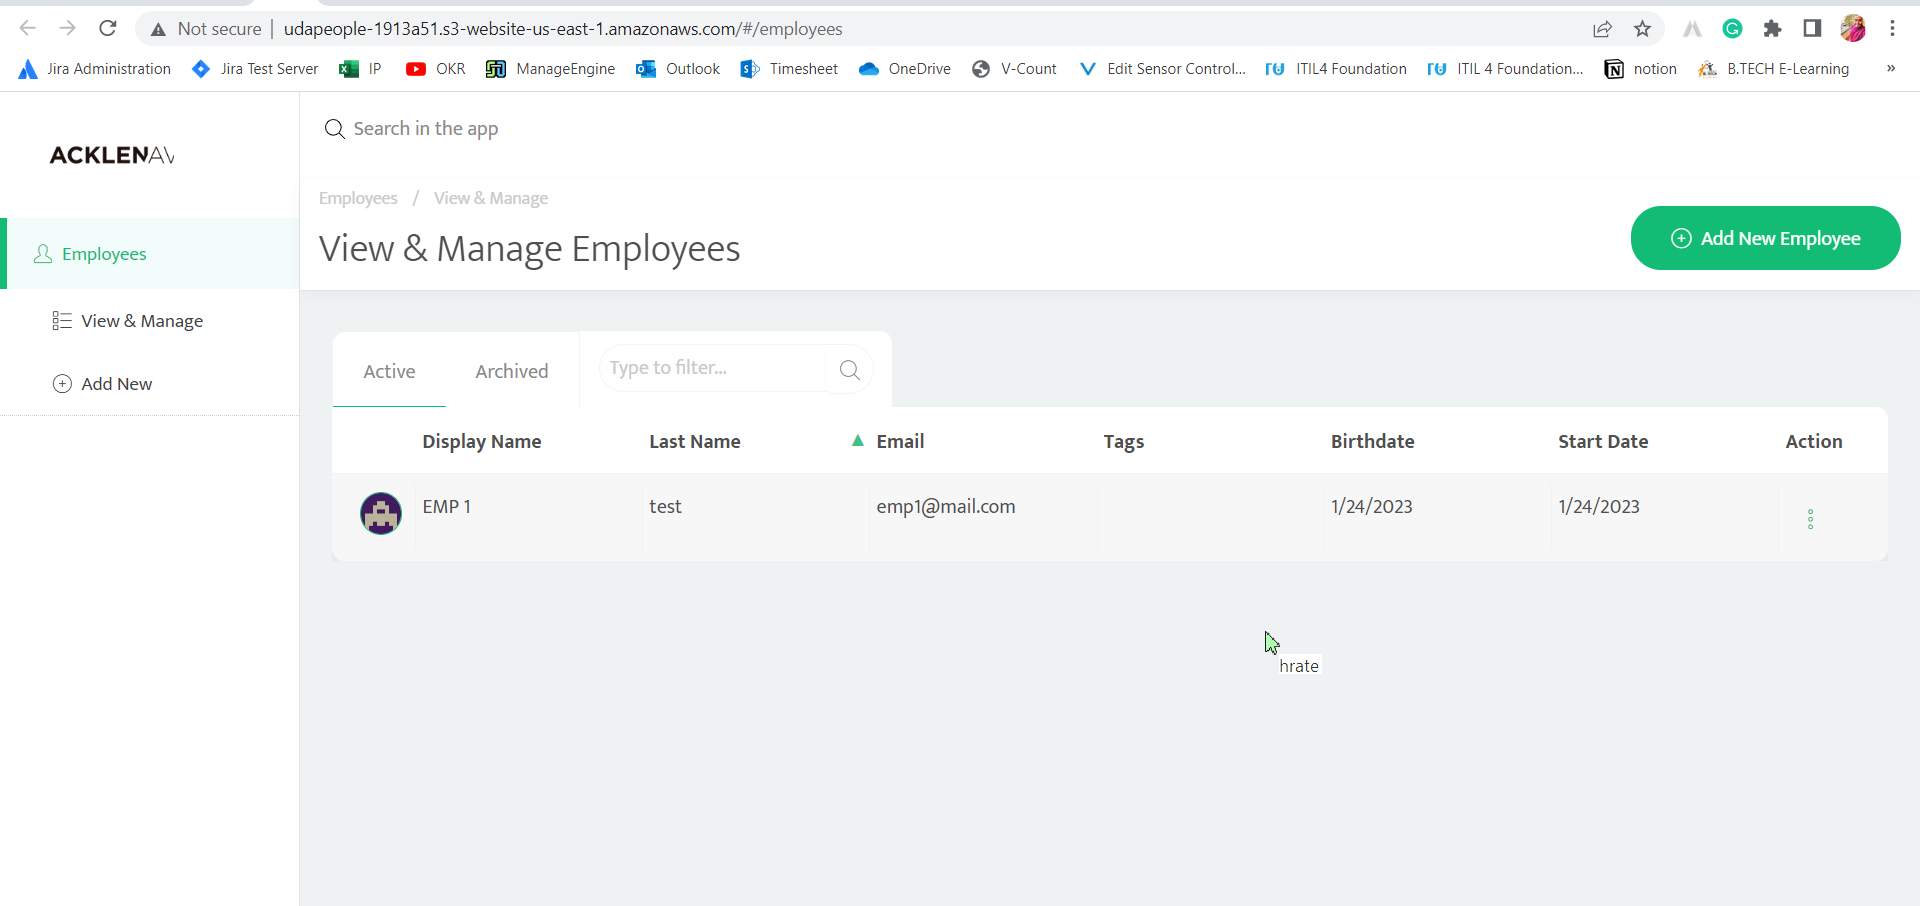 Not secure | udapeople-1913a51.s3-website-us-east-1.amazonaws.com/#/employees
Jira Administration Jira Test Server IP OKR ManageEngine Outlook Timesheet OneDrive V-Count Edit Sensor Control... ITIL4 Foundation ITIL 4 Foundation... notion B.TECH E-Learning »
Search in the app
ACKLENAV
Employees / View & Manage
View & Manage Employees
Add New Employee
Employees
View & Manage
Add New
Active Archived Type to filter...
Display Name Last Name Email Tags Birthdate Start Date Action
EMP 1 test emp1@mail.com 1/24/2023 1/24/2023
hrate